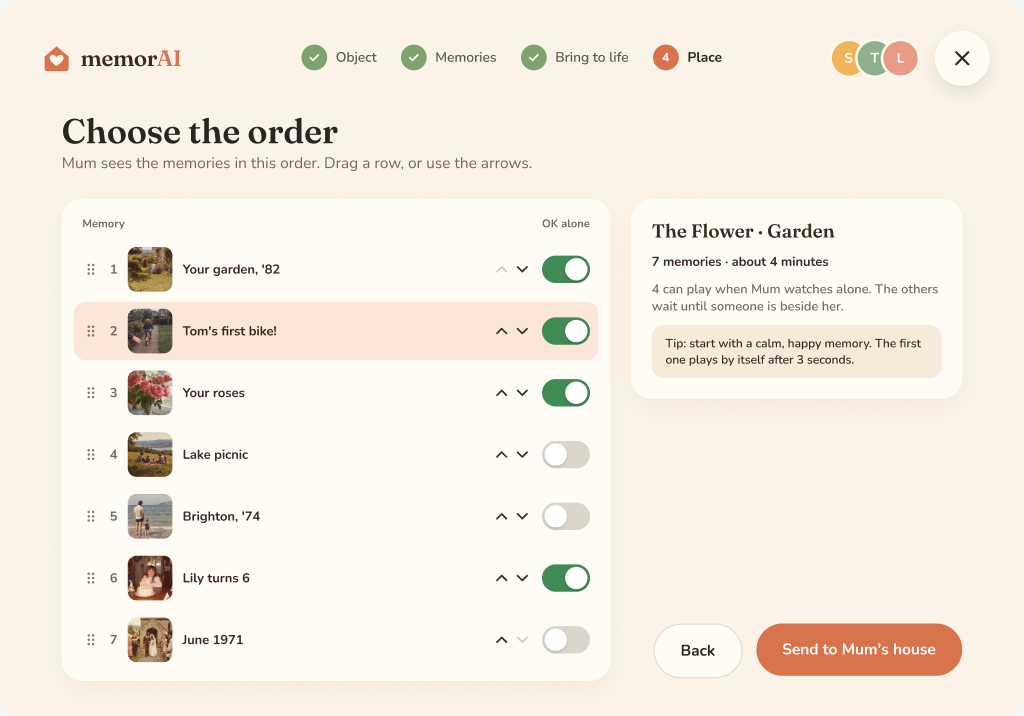 memorAI
Object
Memories
Bring to life
4 Place
S T L
Choose the order
Mum sees the memories in this order. Drag a row, or use the arrows.
Memory OK alone
1 Your garden, '82
2 Tom's first bike!
3 Your roses
4 Lake picnic
5 Brighton, '74
6 Lily turns 6
7 June 1971
The Flower · Garden
7 memories · about 4 minutes
4 can play when Mum watches alone. The others
wait until someone is beside her.
Tip: start with a calm, happy memory. The first
one plays by itself after 3 seconds.
Back
Send to Mum's house